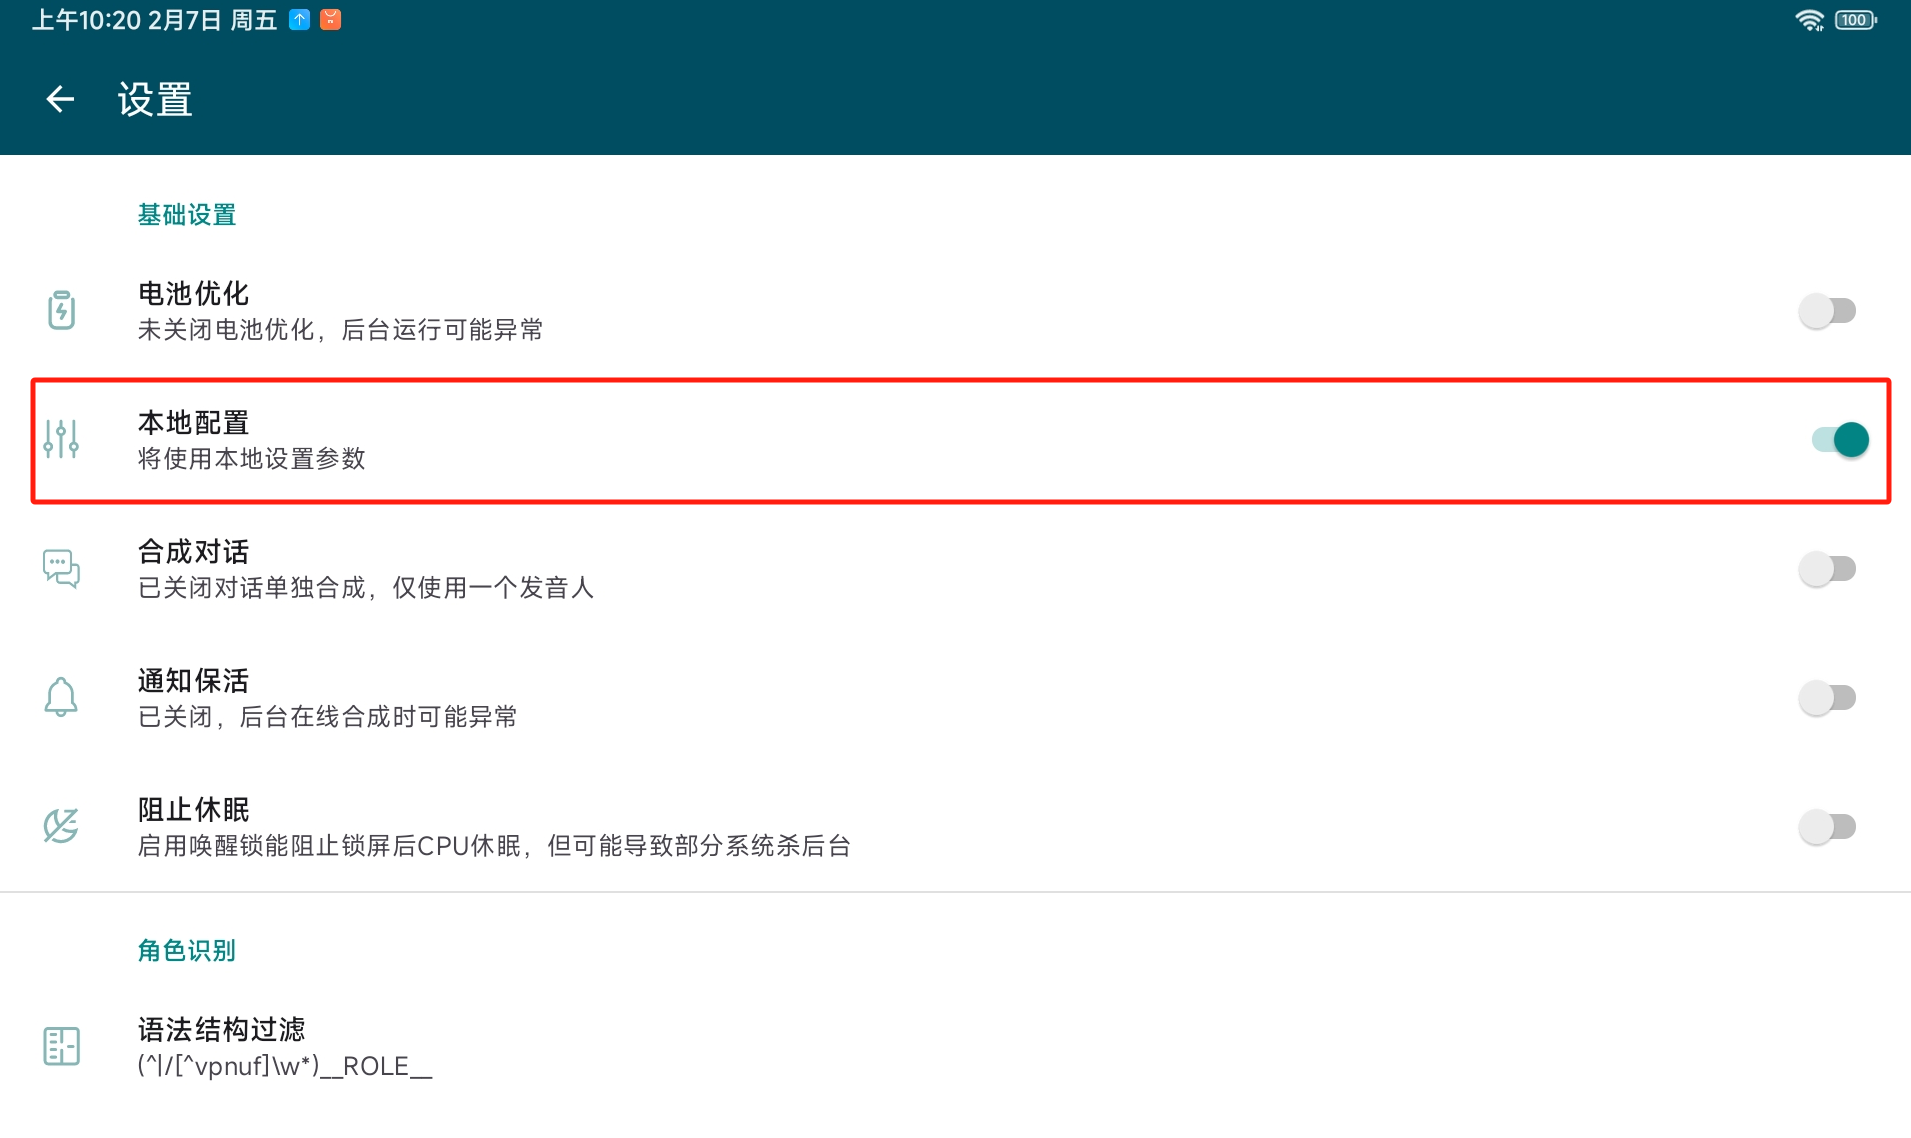 上午10:20 2月7日 周五
100
设置
基础设置
电池优化
未关闭电池优化，后台运行可能异常
本地配置
将使用本地设置参数
合成对话
已关闭对话单独合成，仅使用一个发音人
通知保活
已关闭，后台在线合成时可能异常
阻止休眠
启用唤醒锁能阻止锁屏后CPU休眠，但可能导致部分系统杀后台
角色识别
语法结构过滤
(^|/[^vpnuf]\w*)__ROLE__